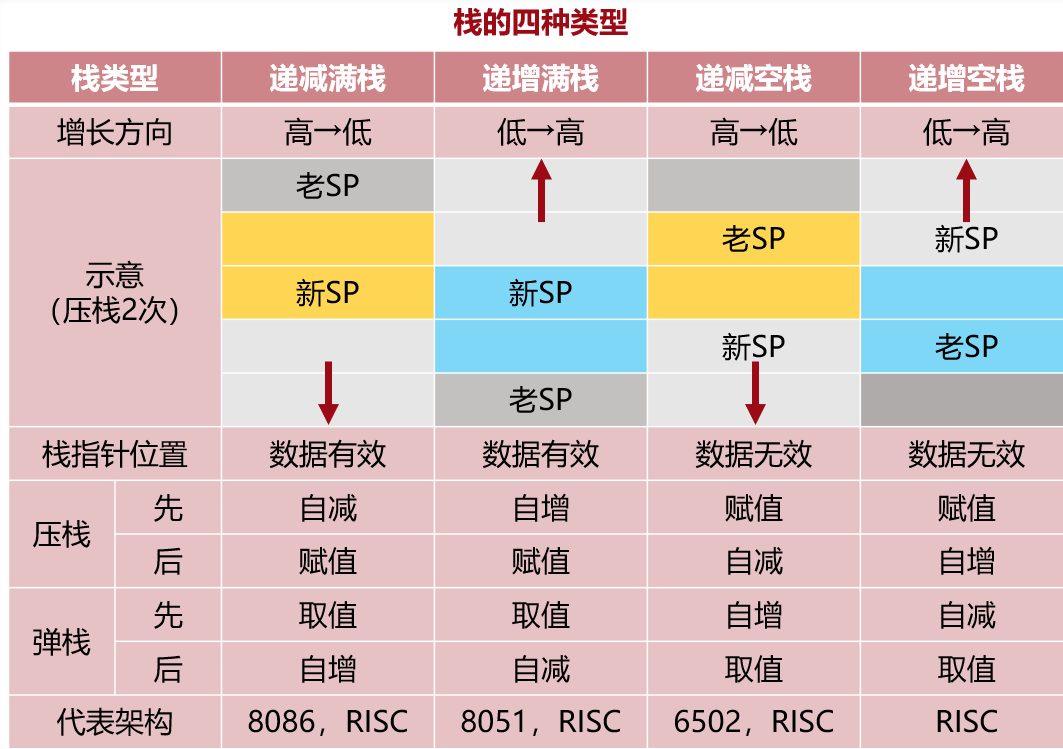 栈的四种类型
栈类型 递减满栈 递增满栈 递减空栈 递增空栈
增长方向 高→低 低→高 高→低 低→高
示意
（压栈2次）
老SP
老SP 新SP
新SP 新SP
新SP 老SP
老SP
栈指针位置 数据有效 数据有效 数据无效 数据无效
压栈
先 自减 自增 赋值 赋值
后 赋值 赋值 自减 自增
弹栈
先 取值 取值 自增 自减
后 自增 自减 取值 取值
代表架构 8086，RISC 8051，RISC 6502，RISC RISC